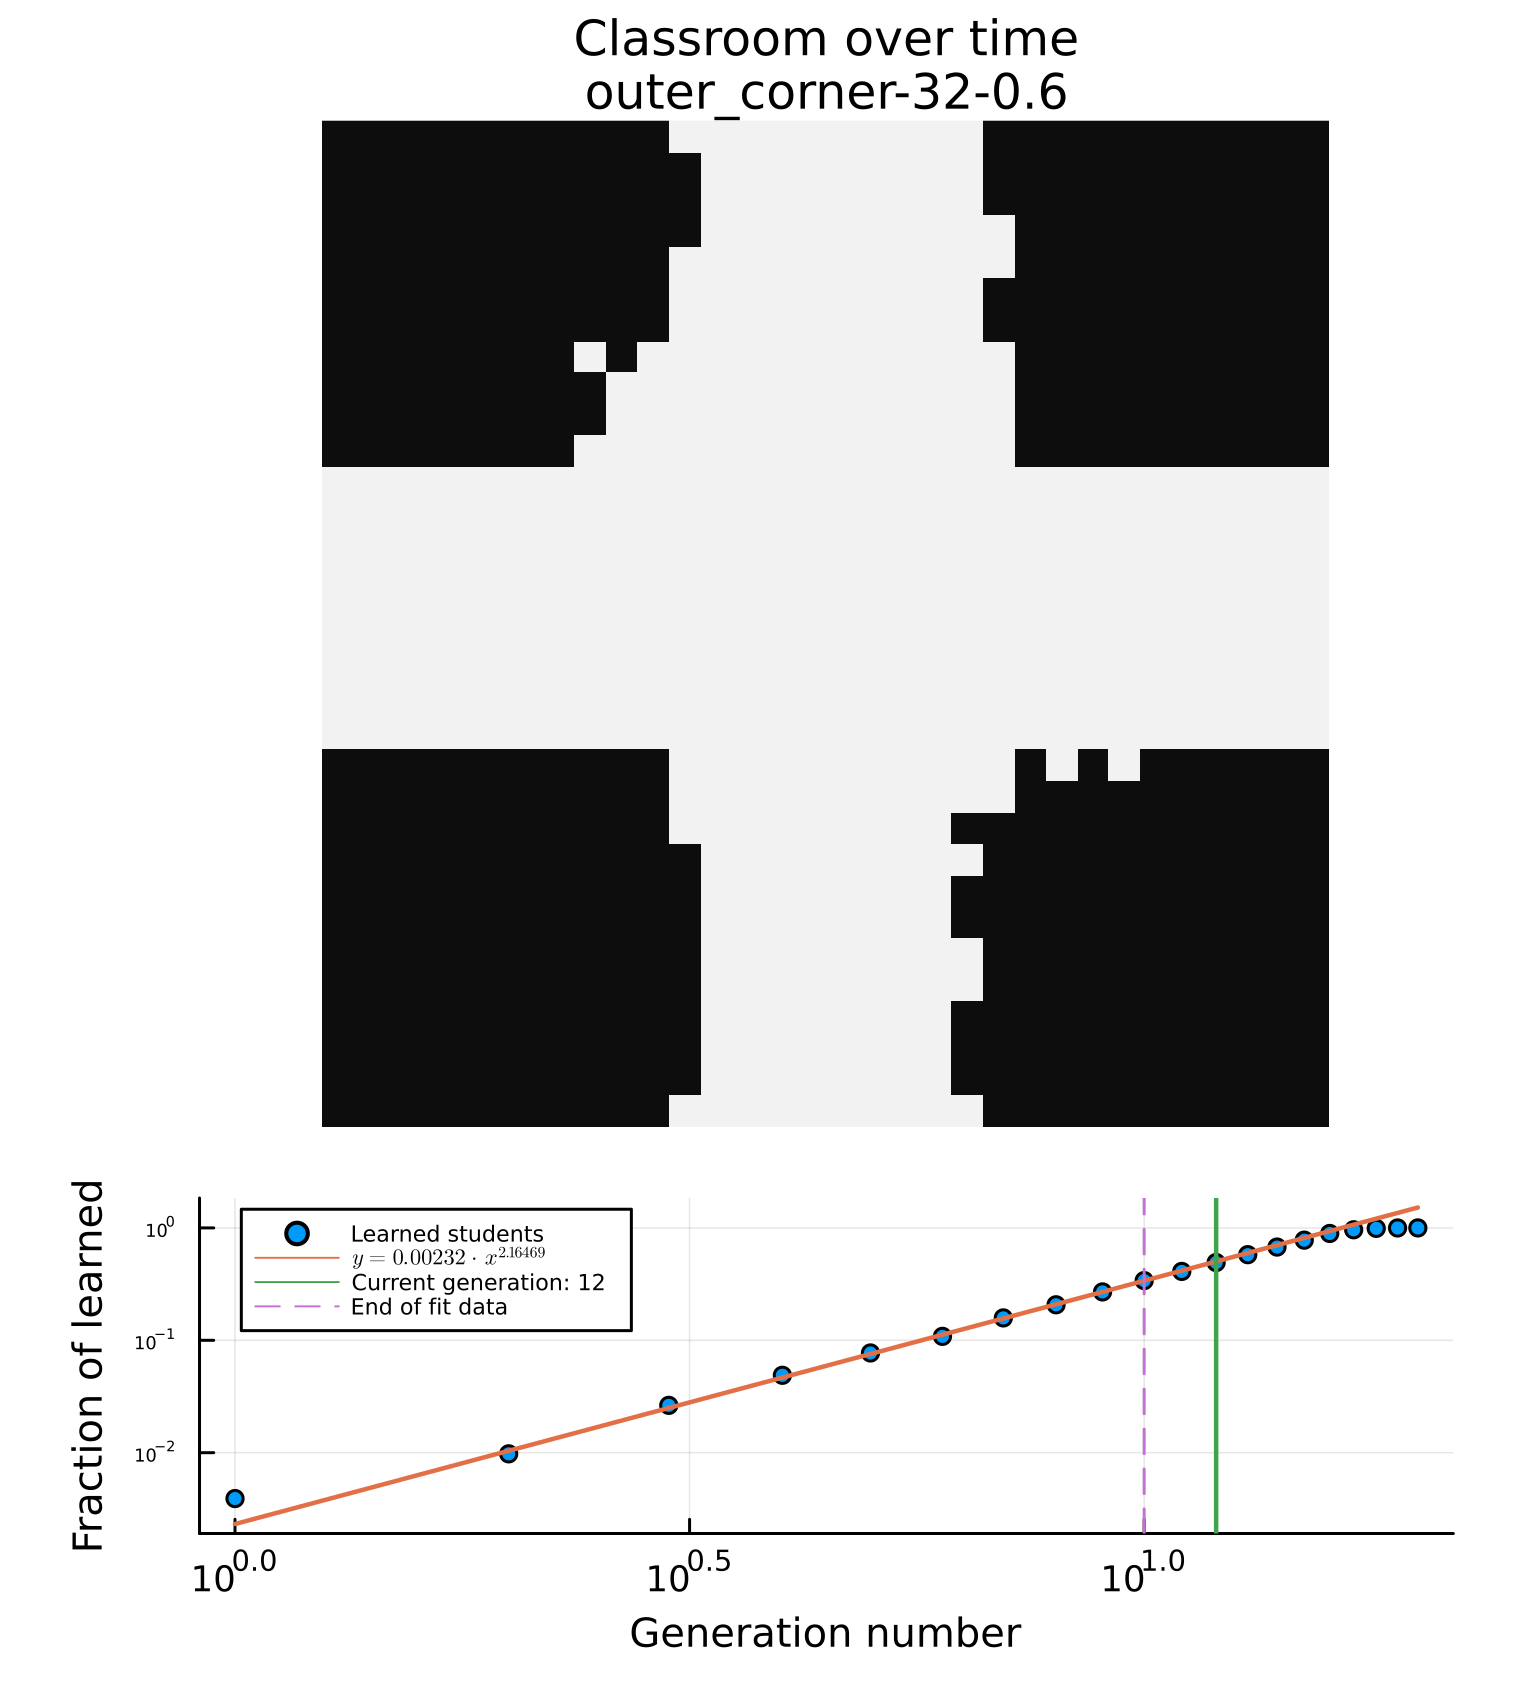 Classroom over time
outer_corner-32-0.6
Fraction of learned
10⁰
10⁻¹
10⁻²
Learned students
y = 0.00232 · x^2.16469
Current generation: 12
End of fit data
10^0.0
10^0.5
10^1.0
Generation number